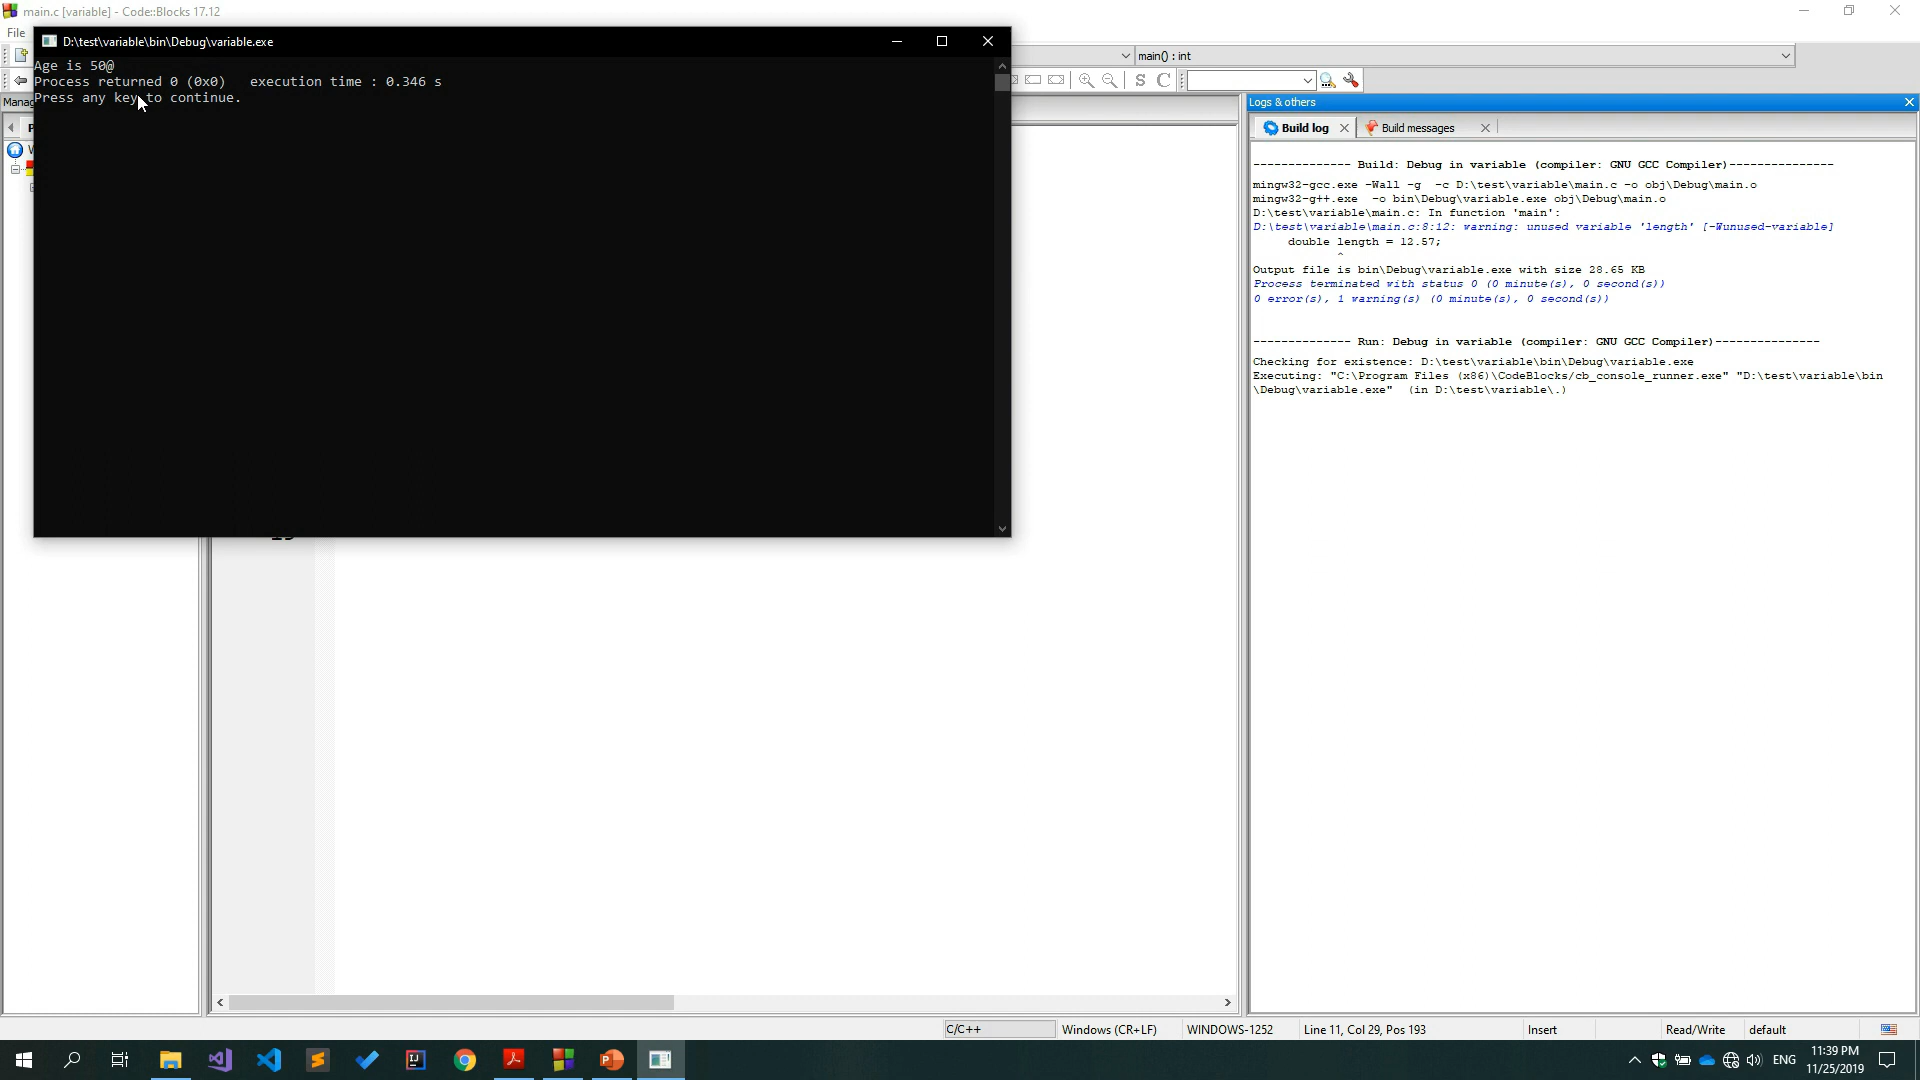 main.c [variable] - Code::Blocks 17.12
File
D:\test\variable\bin\Debug\variable.exe
Age is 50@
Process returned 0 (0x0)   execution time : 0.346 s
Press any key to continue.
main() : int
S C
Logs & others
Build log
Build messages
-------------- Build: Debug in variable (compiler: GNU GCC Compiler)---------------
mingw32-gcc.exe -Wall -g  -c D:\test\variable\main.c -o obj\Debug\main.o
mingw32-g++.exe  -o bin\Debug\variable.exe obj\Debug\main.o
D:\test\variable\main.c: In function 'main':
D:\test\variable\main.c:8:12: warning: unused variable 'length' [-Wunused-variable]
double length = 12.57;
^
Output file is bin\Debug\variable.exe with size 28.65 KB
Process terminated with status 0 (0 minute(s), 0 second(s))
0 error(s), 1 warning(s) (0 minute(s), 0 second(s))
-------------- Run: Debug in variable (compiler: GNU GCC Compiler)---------------
Checking for existence: D:\test\variable\bin\Debug\variable.exe
Executing: "C:\Program Files (x86)\CodeBlocks/cb_console_runner.exe" "D:\test\variable\bin
\Debug\variable.exe"  (in D:\test\variable\.)
C/C++
Windows (CR+LF)
WINDOWS-1252
Line 11, Col 29, Pos 193
Insert
Read/Write
default
ENG
11:39 PM
11/25/2019